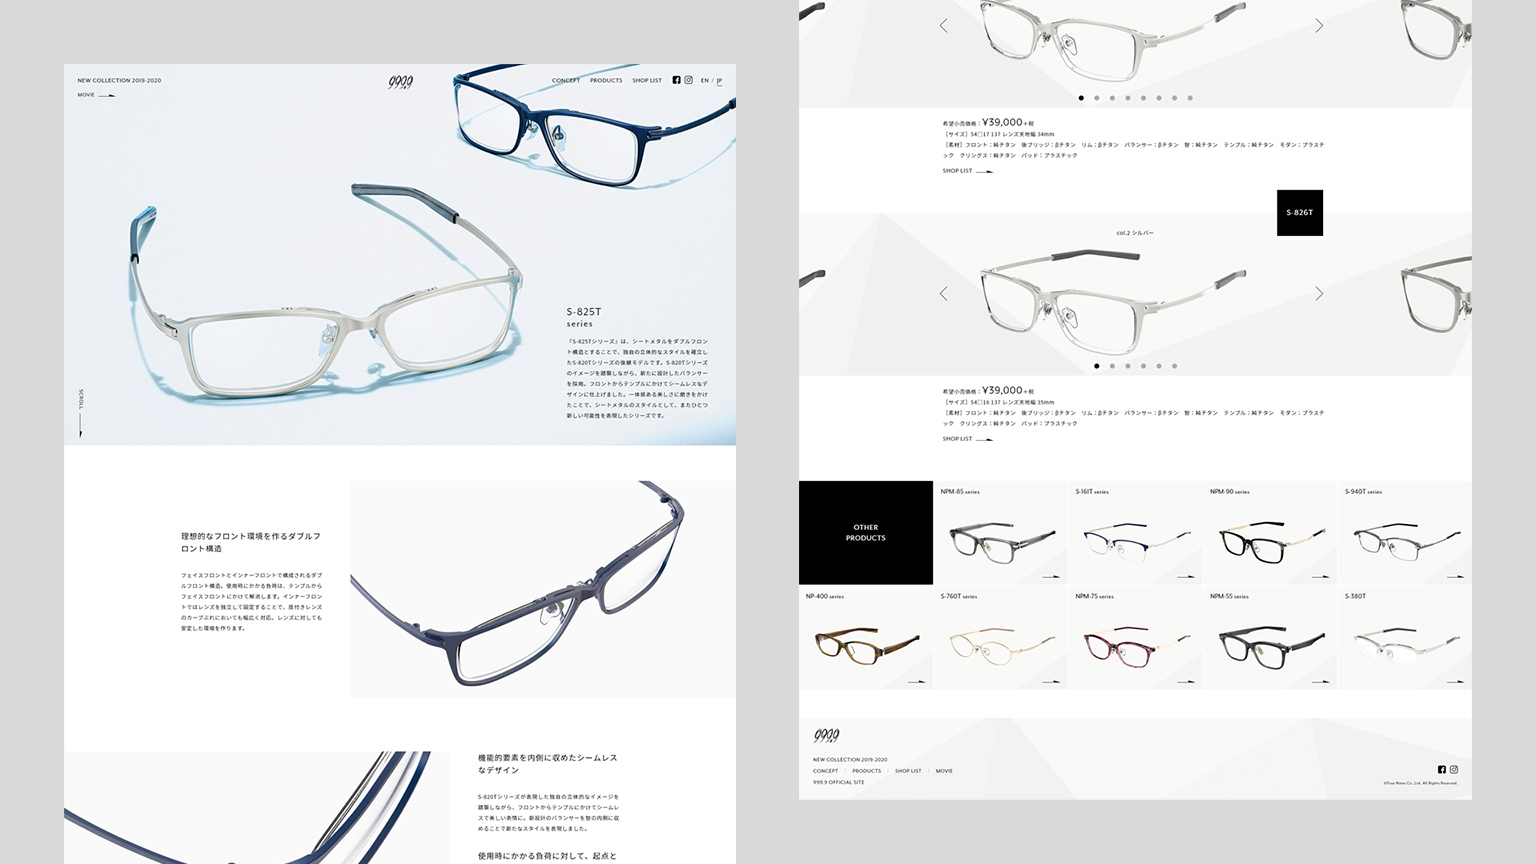 NEW COLLECTION 2019-2020
MOVIE
999.9
CONCEPT PRODUCTS SHOP LIST EN / JP
S-825T
series
「S-825Tシリーズ」は、シートメタルをダブルフロン
ト構造とすることで、独自の立体的なスタイルを確立し
たS-820Tシリーズの後継モデルです。S-820Tシリーズ
のイメージを踏襲しながら、新たに設計したバランサー
を採用。フロントからテンプルにかけてシームレスなデ
ザインに仕上げました。一体感ある美しさに磨きをかけ
たことで、シートメタルのスタイルとして、またひとつ
新しい可能性を表現したシリーズです。
SCROLL
理想的なフロント環境を作るダブルフ
ロント構造
フェイスフロントとインナーフロントで構成されるダブ
ルフロント構造。使用時にかかる負荷は、テンプルから
フェイスフロントにかけて解消します。インナーフロン
トではレンズを独立して固定することで、度付きレンズ
のカーブぶれにおいても幅広く対応。レンズに対しても
安定した環境を作ります。
機能的要素を内側に収めたシームレス
なデザイン
S-820Tシリーズが表現した独自の立体的なイメージを
踏襲しながら、フロントからテンプルにかけてシームレ
スで美しい表情に。新設計のバランサーを智の内側に収
めることで新たなスタイルを表現しました。
使用時にかかる負荷に対して、起点と
希望小売価格：¥39,000+税
［サイズ］54□17 137 レンズ天地幅 34mm
［素材］フロント：純チタン 後ブリッジ：βチタン リム：βチタン バランサー：βチタン 智：純チタン テンプル：純チタン モダン：プラスチ
ック クリングス：純チタン パッド：プラスチック
SHOP LIST
S-826T
col.2 シルバー
希望小売価格：¥39,000+税
［サイズ］54□16 137 レンズ天地幅 35mm
［素材］フロント：純チタン 後ブリッジ：βチタン リム：βチタン バランサー：βチタン 智：純チタン テンプル：純チタン モダン：プラスチ
ック クリングス：純チタン パッド：プラスチック
SHOP LIST
OTHER
PRODUCTS
NPM-85 series
S-161T series
NPM-90 series
S-940T series
NP-400 series
S-760T series
NPM-75 series
NPM-55 series
S-380T
999.9
NEW COLLECTION 2019-2020
CONCEPT PRODUCTS SHOP LIST MOVIE
999.9 OFFICIAL SITE
©Four Nines Co.,Ltd. All Rights Reserved.